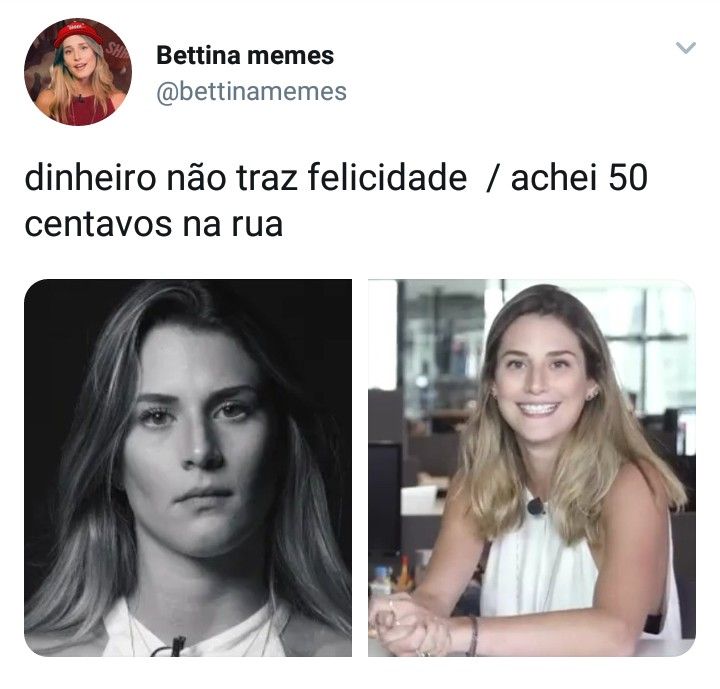 Bettina memes
@bettinamemes
dinheiro não traz felicidade / achei 50
centavos na rua